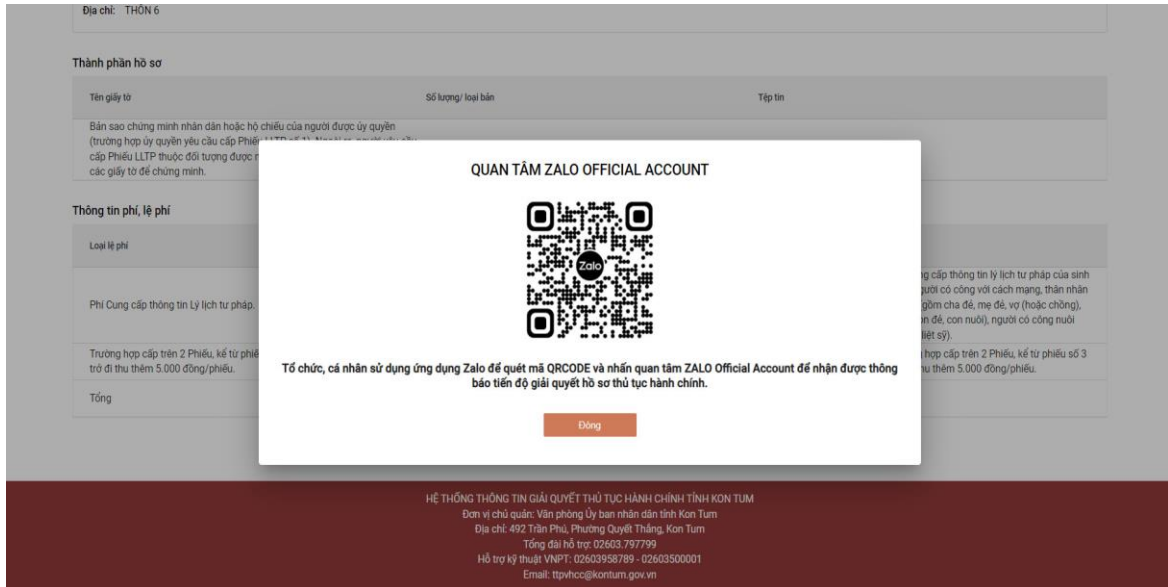 Địa chỉ: THÔN 6
Thành phần hồ sơ
Tên giấy tờ Số lượng/ loại bản Tệp tin
Bản sao chứng minh nhân dân hoặc hộ chiếu của người được ủy quyền
(trường hợp ủy quyền yêu cầu cấp Phiếu
cấp Phiếu LLTP thuộc đối tượng được
các giấy tờ để chứng minh.
QUAN TÂM ZALO OFFICIAL ACCOUNT
Zalo
Tổ chức, cá nhân sử dụng ứng dụng Zalo để quét mã QRCODE và nhấn quan tâm ZALO Official Account để nhận được thông
báo tiến độ giải quyết hồ sơ thủ tục hành chính.
Đóng
Thông tin phí, lệ phí
Loại lệ phí
Phí Cung cấp thông tin Lý lịch tư pháp.
cấp thông tin lý lịch tư pháp của sinh
người có công với cách mạng, thân nhân
gồm cha đẻ, mẹ đẻ, vợ (hoặc chồng),
đẻ, con nuôi), người có công nuôi
liệt sỹ).
Trường hợp cấp trên 2 Phiếu, kể từ phiế
trở đi thu thêm 5.000 đồng/phiếu.
hợp cấp trên 2 Phiếu, kể từ phiếu số 3
thu thêm 5.000 đồng/phiếu.
Tổng
HỆ THỐNG THÔNG TIN GIẢI QUYẾT THỦ TỤC HÀNH CHÍNH TỈNH KON TUM
Đơn vị chủ quản: Văn phòng Ủy ban nhân dân tỉnh Kon Tum
Địa chỉ: 492 Trần Phú, Phường Quyết Thắng, Kon Tum
Tổng đài hỗ trợ: 02603.797799
Hỗ trợ kỹ thuật VNPT: 02603958789 - 02603500001
Email: ttpvhcc@kontum.gov.vn